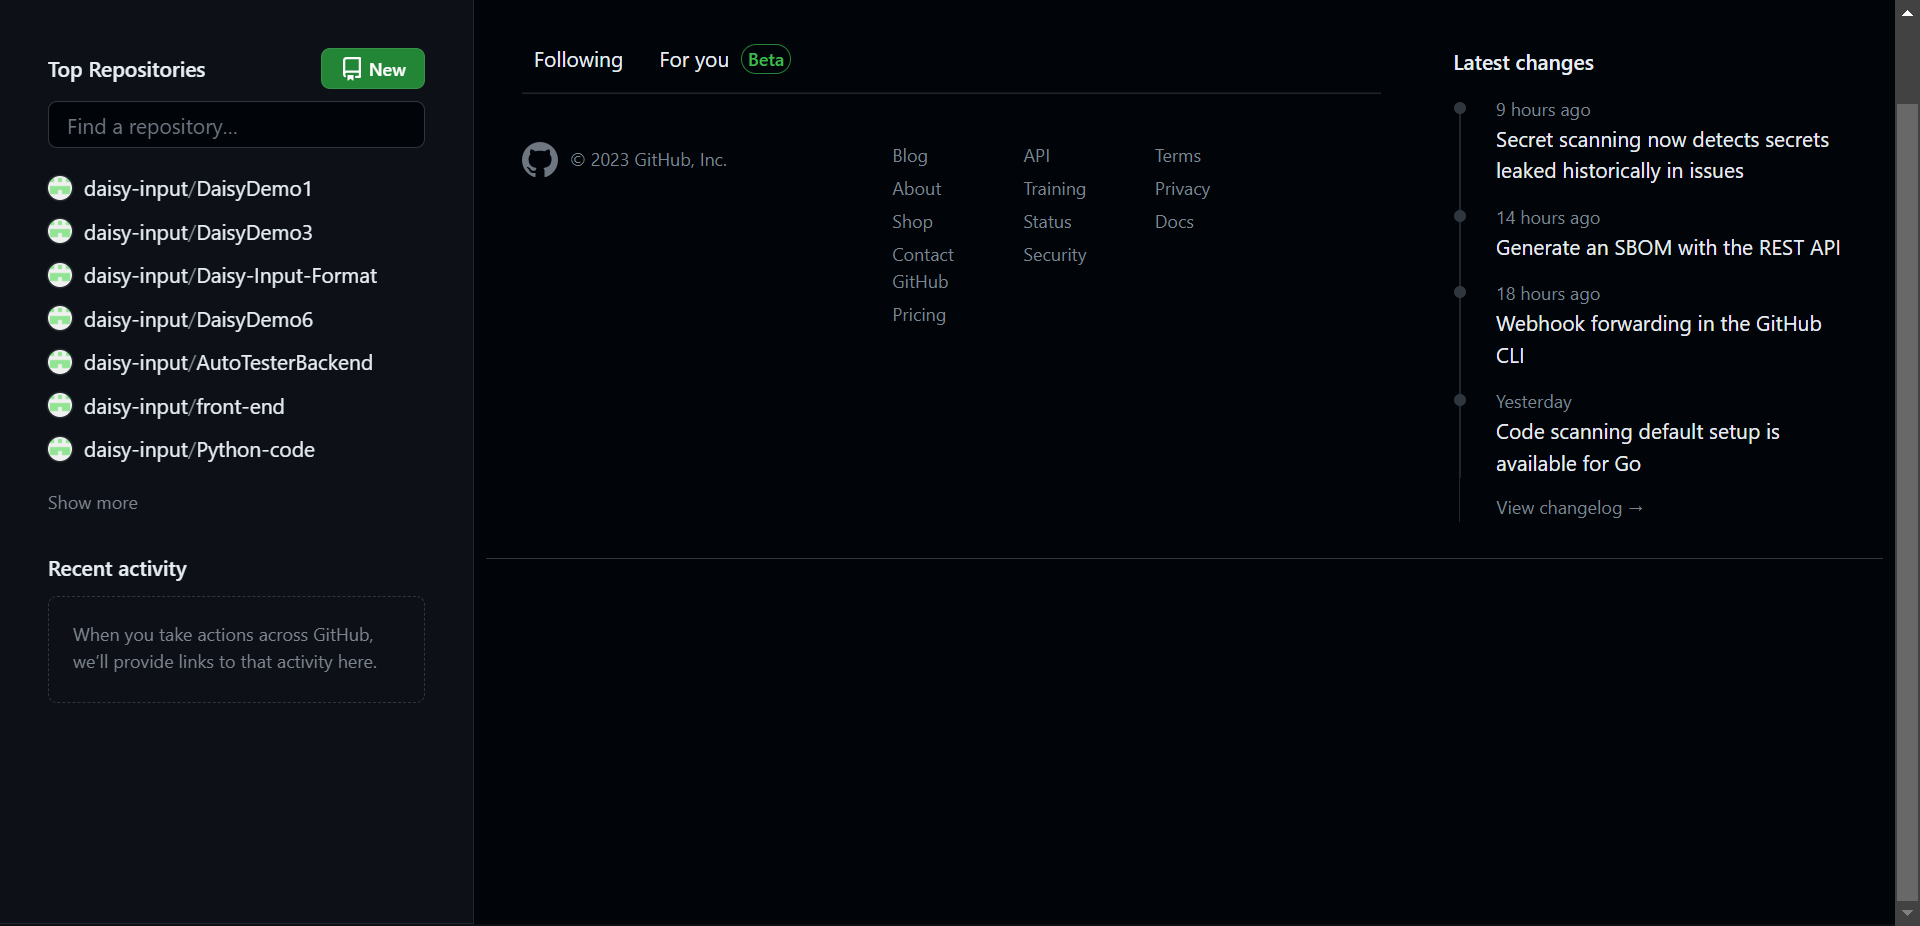 Top Repositories
New
Find a repository...
daisy-input/DaisyDemo1
daisy-input/DaisyDemo3
daisy-input/Daisy-Input-Format
daisy-input/DaisyDemo6
daisy-input/AutoTesterBackend
daisy-input/front-end
daisy-input/Python-code
Show more
Recent activity
When you take actions across GitHub,
we’ll provide links to that activity here.
Following
For you
Beta
© 2023 GitHub, Inc.
Blog
About
Shop
Contact
GitHub
Pricing
API
Training
Status
Security
Terms
Privacy
Docs
Latest changes
9 hours ago
Secret scanning now detects secrets
leaked historically in issues
14 hours ago
Generate an SBOM with the REST API
18 hours ago
Webhook forwarding in the GitHub
CLI
Yesterday
Code scanning default setup is
available for Go
View changelog →